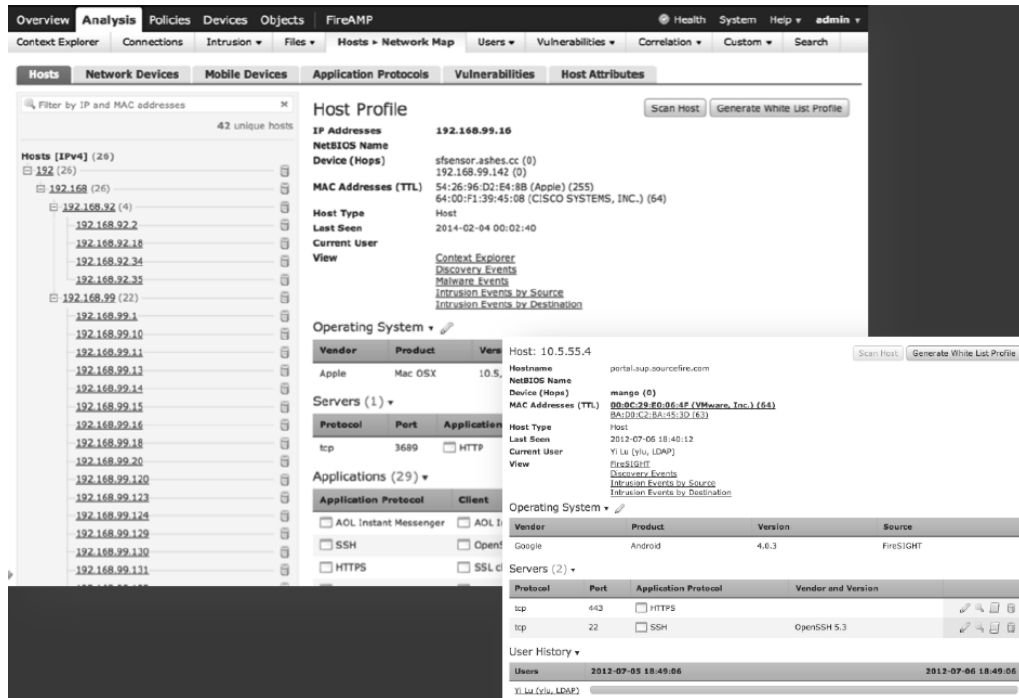 Overview Analysis Policies Devices Objects FireAMP Health System Help admin
Context Explorer Connections Intrusion Files Hosts ▸ Network Map Users Vulnerabilities Correlation Custom Search
Hosts Network Devices Mobile Devices Application Protocols Vulnerabilities Host Attributes
Filter by IP and MAC addresses ×
42 unique hosts
Hosts [IPv4] (26)
192 (26)
192.168 (26)
192.168.92 (4)
192.168.92.2
192.168.92.18
192.168.92.34
192.168.92.35
192.168.99 (22)
192.168.99.1
192.168.99.10
192.168.99.11
192.168.99.13
192.168.99.14
192.168.99.15
192.168.99.16
192.168.99.18
192.168.99.20
192.168.99.120
192.168.99.123
192.168.99.124
192.168.99.129
192.168.99.130
192.168.99.131
Host Profile Scan Host Generate White List Profile
IP Addresses 192.168.99.16
NetBIOS Name
Device (Hops) sfsensor.ashes.cc (0)
192.168.99.142 (0)
MAC Addresses (TTL) 54:26:96:D2:E4:8B (Apple) (255)
64:00:F1:39:45:08 (CISCO SYSTEMS, INC.) (64)
Host Type Host
Last Seen 2014-02-04 00:02:40
Current User
View Context Explorer
Discovery Events
Malware Events
Intrusion Events by Source
Intrusion Events by Destination
Operating System
Vendor Product Vers
Apple Mac OSX 10.5,
Servers (1)
Protocol Port Application
tcp 3689 HTTP
Applications (29)
Application Protocol Client
AOL Instant Messenger AOL I
SSH OpenS
HTTPS SSL cl
Host: 10.5.55.4 Scan Host Generate White List Profile
Hostname portal.sup.sourcefire.com
NetBIOS Name
Device (Hops) mango (0)
MAC Addresses (TTL) 00:0C:29:E0:06:4F (VMware, Inc.) (64)
BA:D0:C2:BA:45:3D (63)
Host Type Host
Last Seen 2012-07-06 18:40:12
Current User Yi Lu (ylu, LDAP)
View FireSIGHT
Discovery Events
Intrusion Events by Source
Intrusion Events by Destination
Operating System
Vendor Product Version Source
Google Android 4.0.3 FireSIGHT
Servers (2)
Protocol Port Application Protocol Vendor and Version
tcp 443 HTTPS
tcp 22 SSH OpenSSH 5.3
User History
Users 2012-07-05 18:49:06 2012-07-06 18:49:06
Yi Lu (ylu, LDAP)